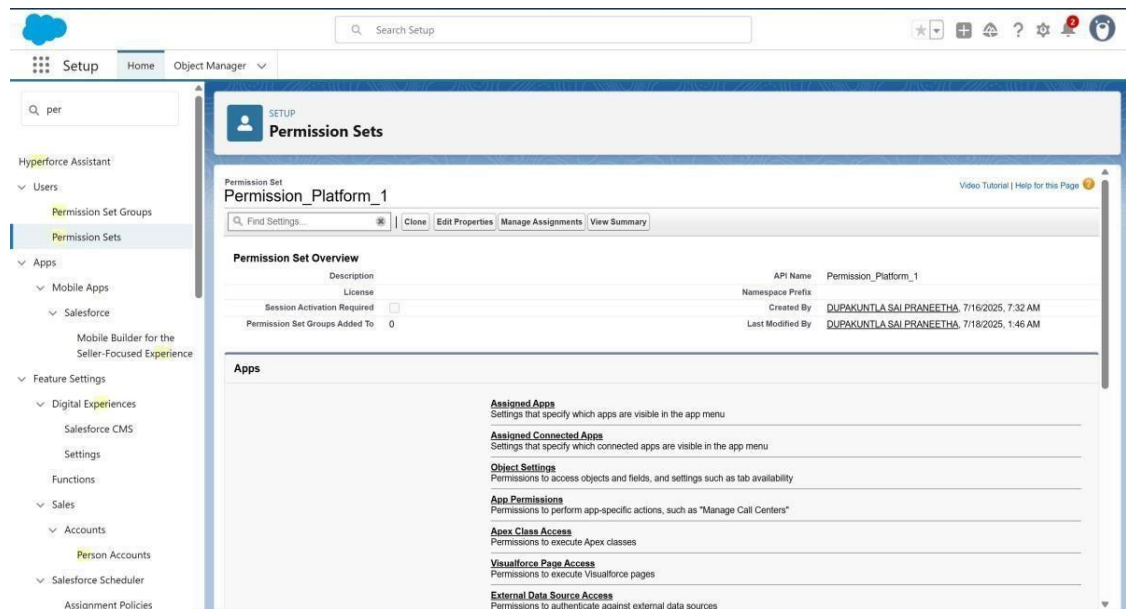 Search Setup
2
Setup
Home
Object Manager
per
Hyperforce Assistant
Users
Permission Set Groups
Permission Sets
Apps
Mobile Apps
Salesforce
Mobile Builder for the
Seller-Focused Experience
Feature Settings
Digital Experiences
Salesforce CMS
Settings
Functions
Sales
Accounts
Person Accounts
Salesforce Scheduler
Assignment Policies
SETUP
Permission Sets
Permission Set
Permission_Platform_1
Video Tutorial | Help for this Page
Find Settings...
Clone
Edit Properties
Manage Assignments
View Summary
Permission Set Overview
Description
API Name Permission_Platform_1
License
Namespace Prefix
Session Activation Required
Created By DUPAKUNTLA SAI PRANEETHA, 7/16/2025, 7:32 AM
Permission Set Groups Added To 0
Last Modified By DUPAKUNTLA SAI PRANEETHA, 7/18/2025, 1:46 AM
Apps
Assigned Apps
Settings that specify which apps are visible in the app menu
Assigned Connected Apps
Settings that specify which connected apps are visible in the app menu
Object Settings
Permissions to access objects and fields, and settings such as tab availability
App Permissions
Permissions to perform app-specific actions, such as "Manage Call Centers"
Apex Class Access
Permissions to execute Apex classes
Visualforce Page Access
Permissions to execute Visualforce pages
External Data Source Access
Permissions to authenticate against external data sources